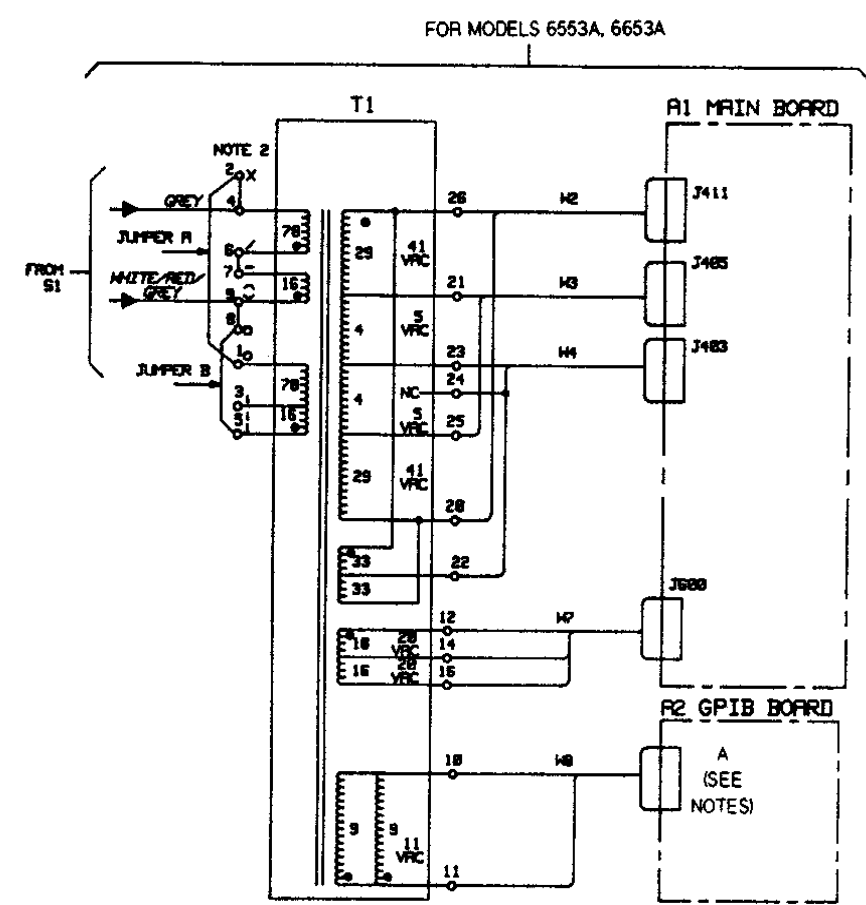 FOR MODELS 6553A, 6653A
T1
A1 MAIN BOARD
NOTE 2
2
X
GREY
4
26
W2
J411
78
29
41
VAC
JUMPER A
6
7
J405
FROM
S1
WHITE/RED/
GREY
16
21
W3
9
8
4
5
VAC
1
23
W4
J403
JUMPER B
78
NC
24
3
4
5
VAC
16
25
5
29
41
VAC
20
33
22
33
J600
12
W7
16
20
VAC
14
16
20
VAC
15
A2 GPIB BOARD
10
W8
A
(SEE
NOTES)
9
9
11
VAC
11